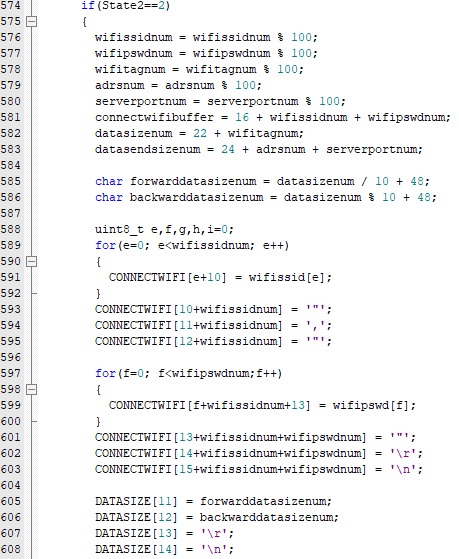 574 if(State2==2)
575 {
576 wifissidnum = wifissidnum % 100;
577 wifipswdnum = wifipswdnum % 100;
578 wifitagnum = wifitagnum % 100;
579 adrsnum = adrsnum % 100;
580 serverportnum = serverportnum % 100;
581 connectwifibuffer = 16 + wifissidnum + wifipswdnum;
582 datasizenum = 22 + wifitagnum;
583 datasendsizenum = 24 + adrsnum + serverportnum;
584
585 char forwarddatasizenum = datasizenum / 10 + 48;
586 char backwarddatasizenum = datasizenum % 10 + 48;
587
588 uint8_t e,f,g,h,i=0;
589 for(e=0; e<wifissidnum; e++)
590 {
591 CONNECTWIFI[e+10] = wifissid[e];
592 }
593 CONNECTWIFI[10+wifissidnum] = '"';
594 CONNECTWIFI[11+wifissidnum] = ',';
595 CONNECTWIFI[12+wifissidnum] = '"';
596
597 for(f=0; f<wifipswdnum;f++)
598 {
599 CONNECTWIFI[f+wifissidnum+13] = wifipswd[f];
600 }
601 CONNECTWIFI[13+wifissidnum+wifipswdnum] = '"';
602 CONNECTWIFI[14+wifissidnum+wifipswdnum] = '\r';
603 CONNECTWIFI[15+wifissidnum+wifipswdnum] = '\n';
604
605 DATASIZE[11] = forwarddatasizenum;
606 DATASIZE[12] = backwarddatasizenum;
607 DATASIZE[13] = '\r';
608 DATASIZE[14] = '\n';